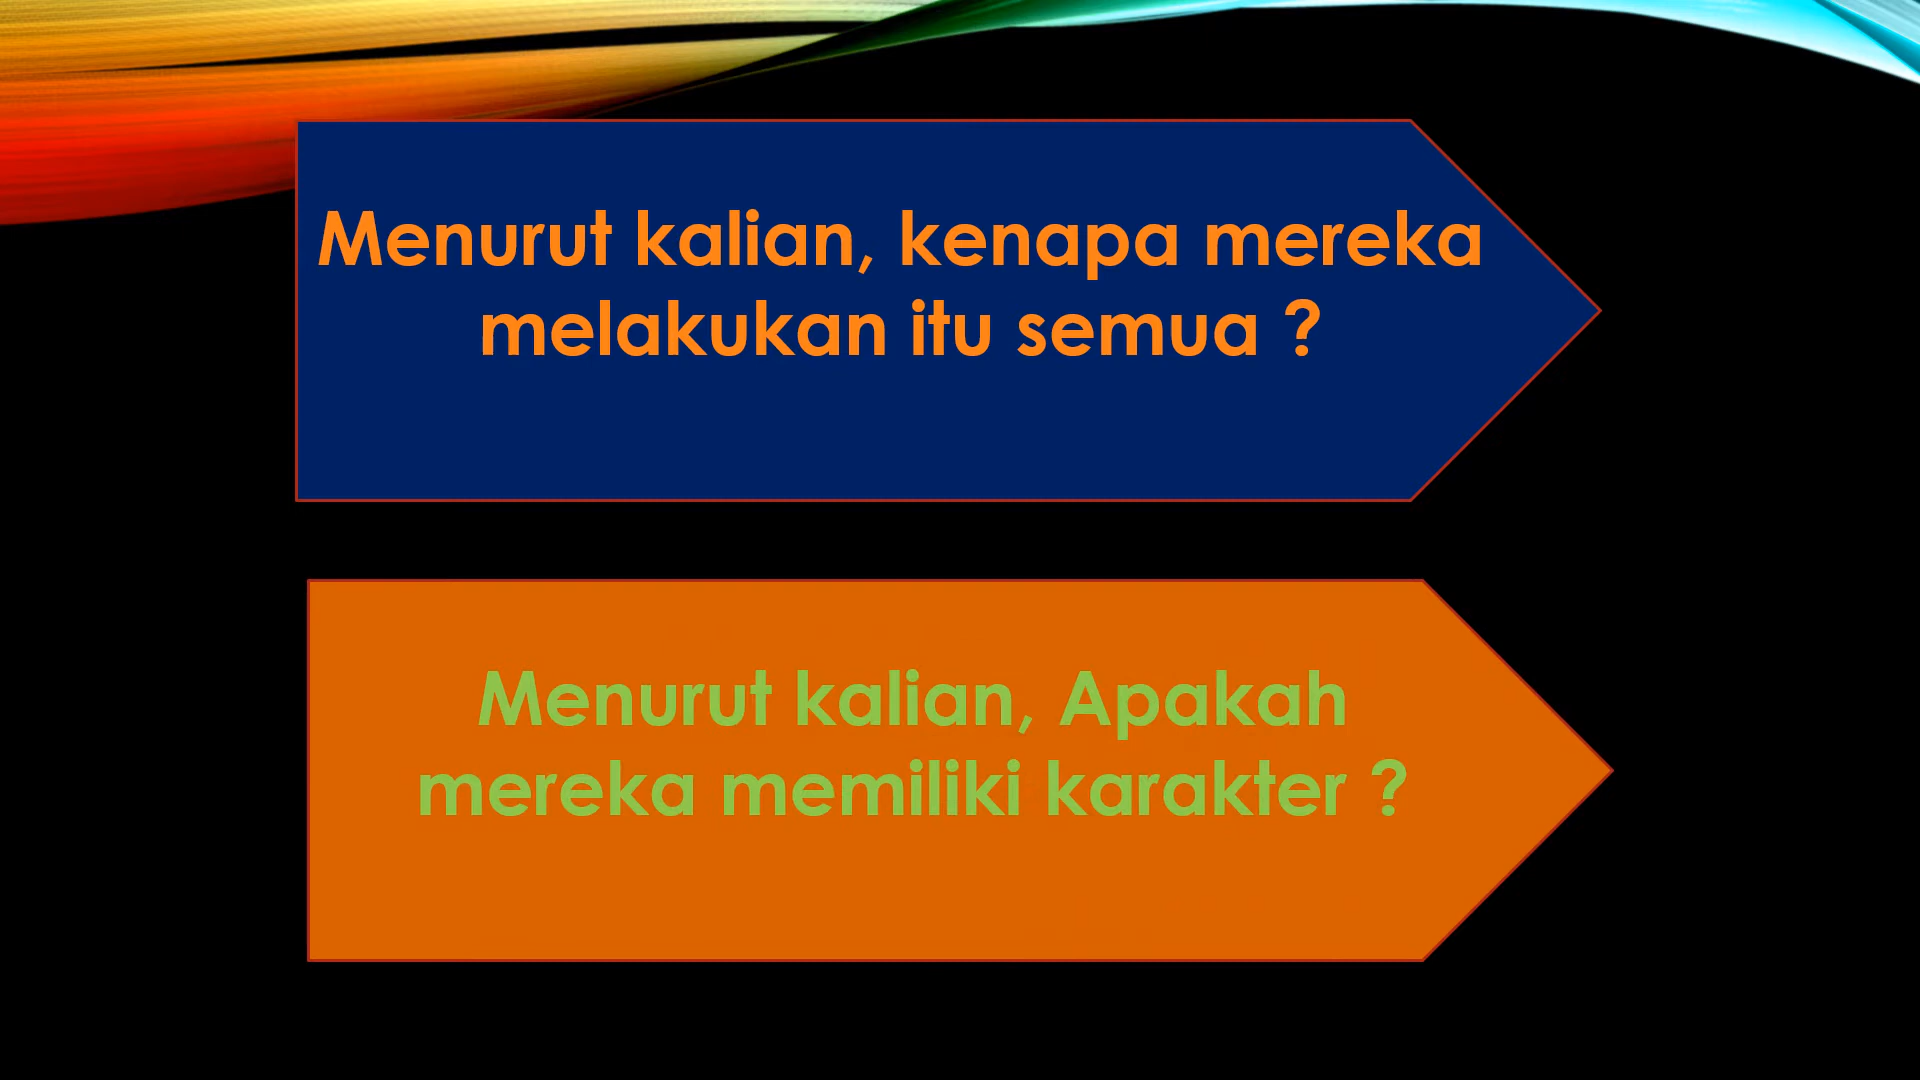 Menurut kalian, kenapa mereka
melakukan itu semua ?
Menurut kalian, Apakah
mereka memiliki karakter ?